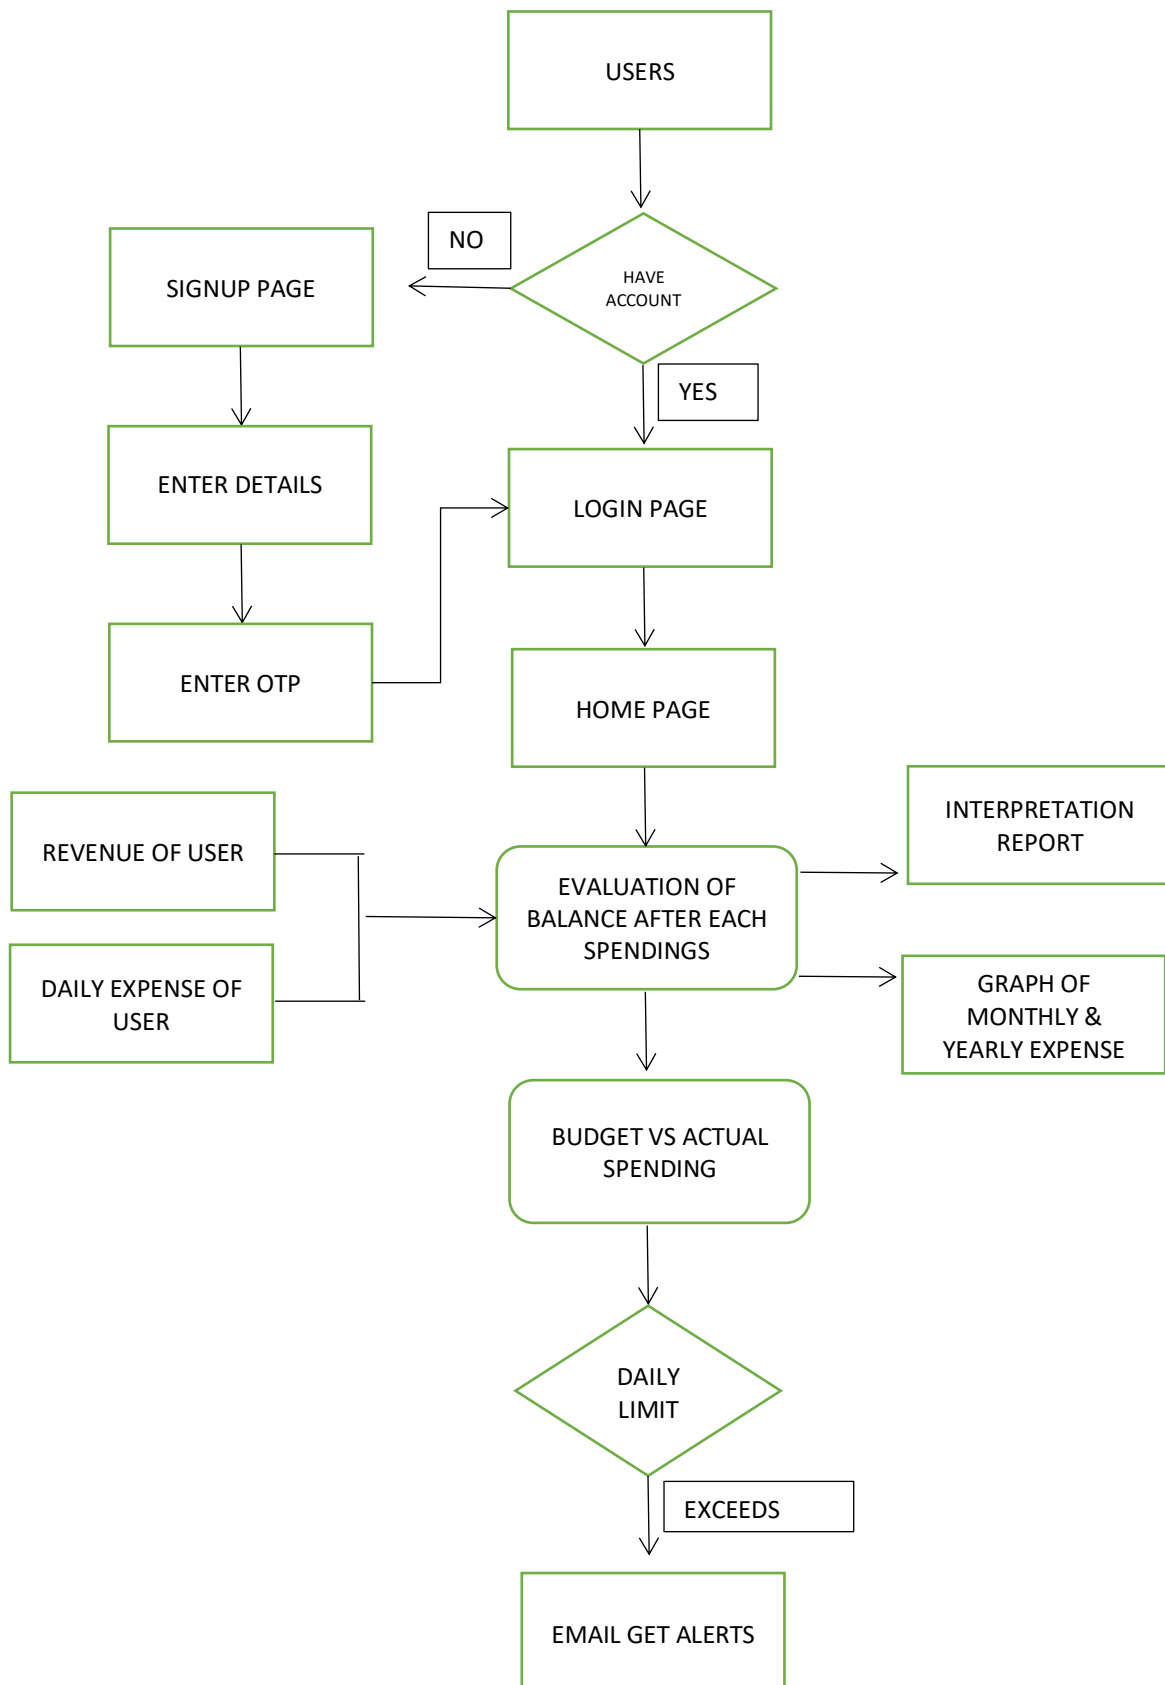 USERS
NO
HAVE
ACCOUNT
SIGNUP PAGE
YES
ENTER DETAILS
LOGIN PAGE
ENTER OTP
HOME PAGE
REVENUE OF USER
INTERPRETATION
REPORT
EVALUATION OF
BALANCE AFTER EACH
SPENDINGS
DAILY EXPENSE OF
USER
GRAPH OF
MONTHLY &
YEARLY EXPENSE
BUDGET VS ACTUAL
SPENDING
DAILY
LIMIT
EXCEEDS
EMAIL GET ALERTS